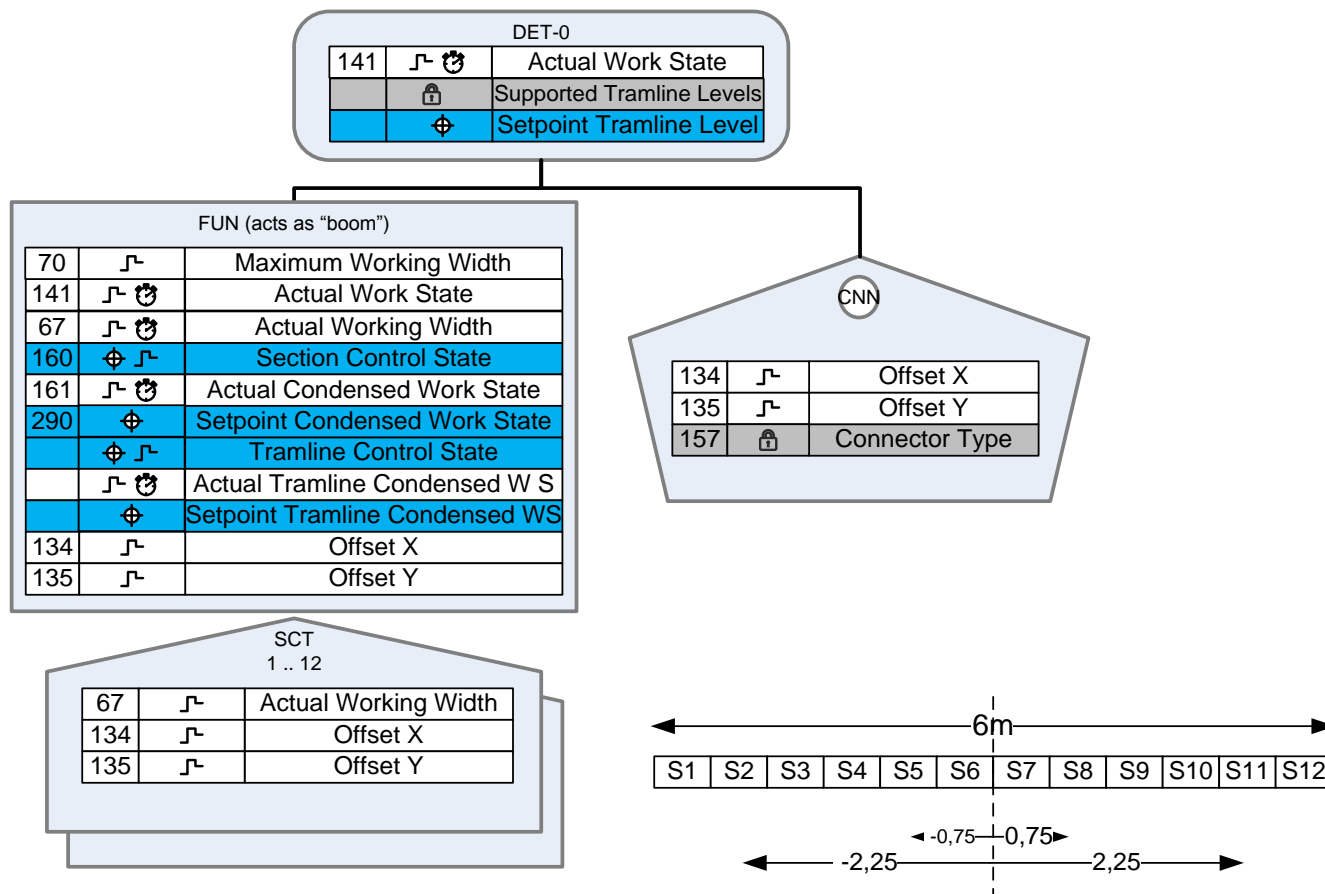 DET-0
141 Actual Work State
Supported Tramline Levels
Setpoint Tramline Level
FUN (acts as “boom”)
70 Maximum Working Width
141 Actual Work State
67 Actual Working Width
160 Section Control State
161 Actual Condensed Work State
290 Setpoint Condensed Work State
Tramline Control State
Actual Tramline Condensed W S
Setpoint Tramline Condensed WS
134 Offset X
135 Offset Y
CNN
134 Offset X
135 Offset Y
157 Connector Type
SCT
1 .. 12
67 Actual Working Width
134 Offset X
135 Offset Y
6m
S1 S2 S3 S4 S5 S6 S7 S8 S9 S10 S11 S12
-0,75 0,75
-2,25 2,25